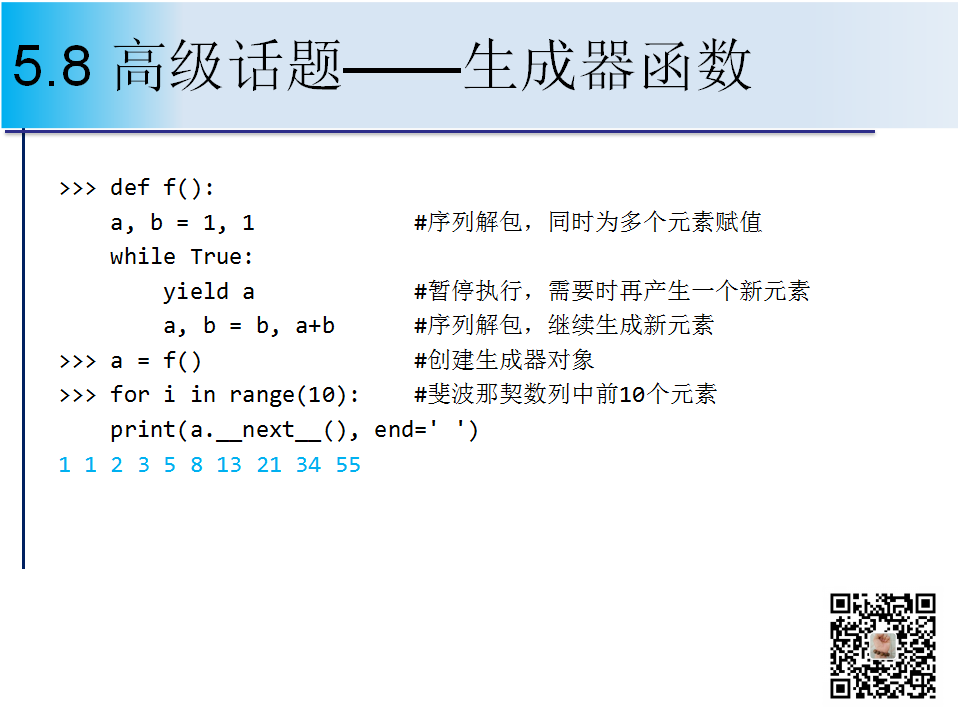 5.8 高级话题——生成器函数
>>> def f():
    a, b = 1, 1            #序列解包，同时为多个元素赋值
    while True:
        yield a            #暂停执行，需要时再产生一个新元素
        a, b = b, a+b      #序列解包，继续生成新元素
>>> a = f()                #创建生成器对象
>>> for i in range(10):    #斐波那契数列中前10个元素
    print(a.__next__(), end=' ')
1 1 2 3 5 8 13 21 34 55